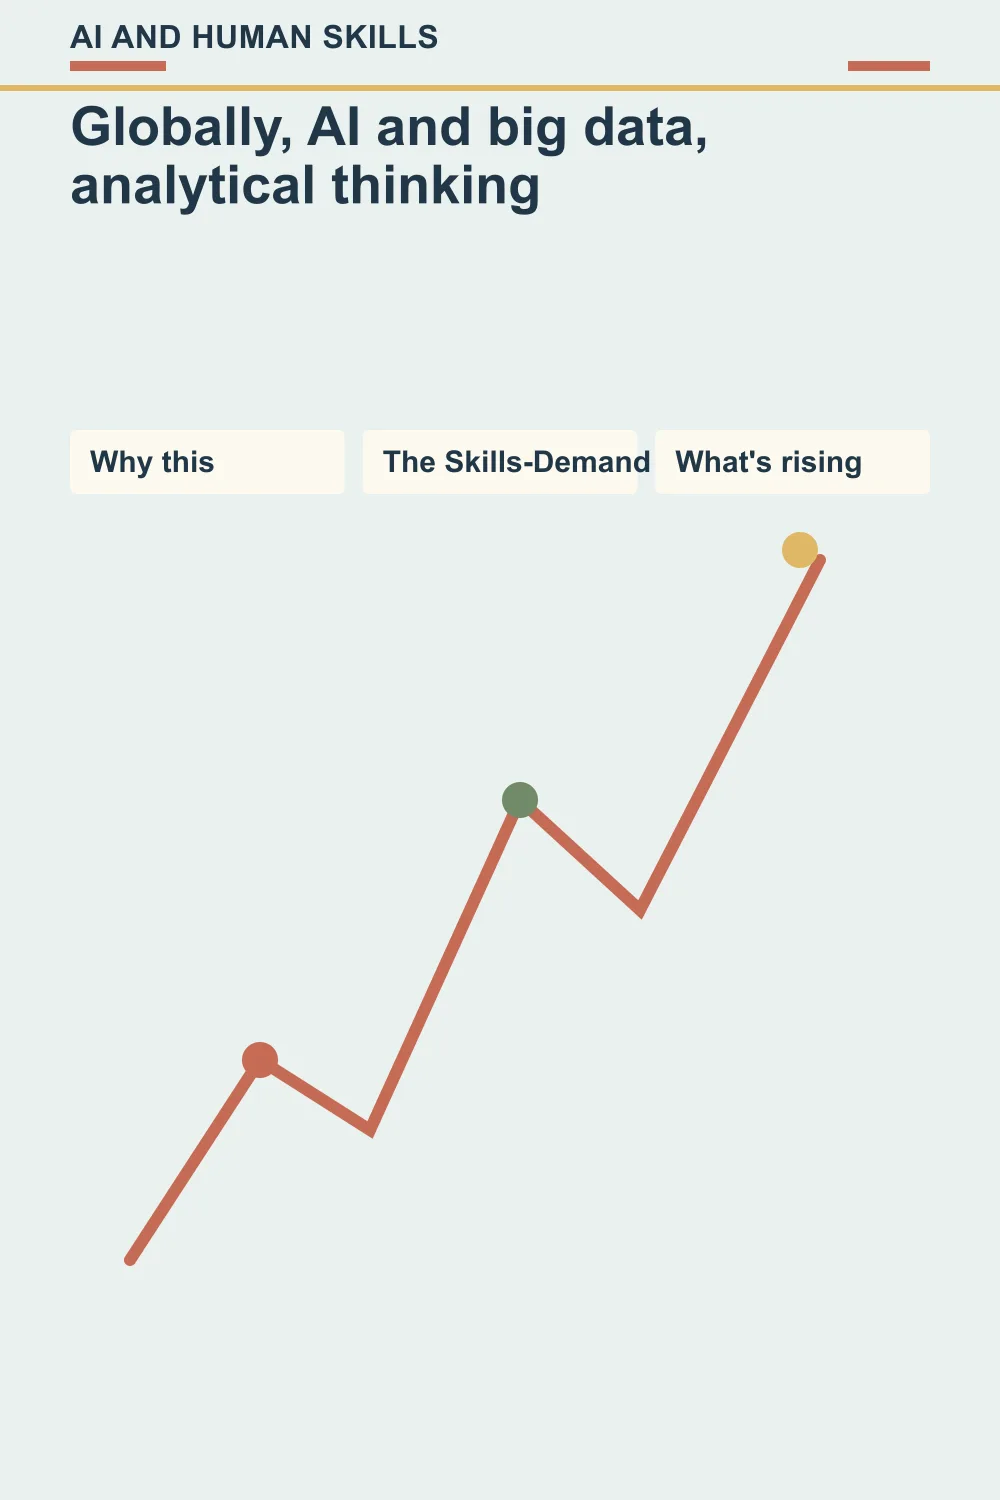 AI AND HUMAN SKILLS
Globally, AI and big data,
analytical thinking
Why this
The Skills-Demand
What's rising